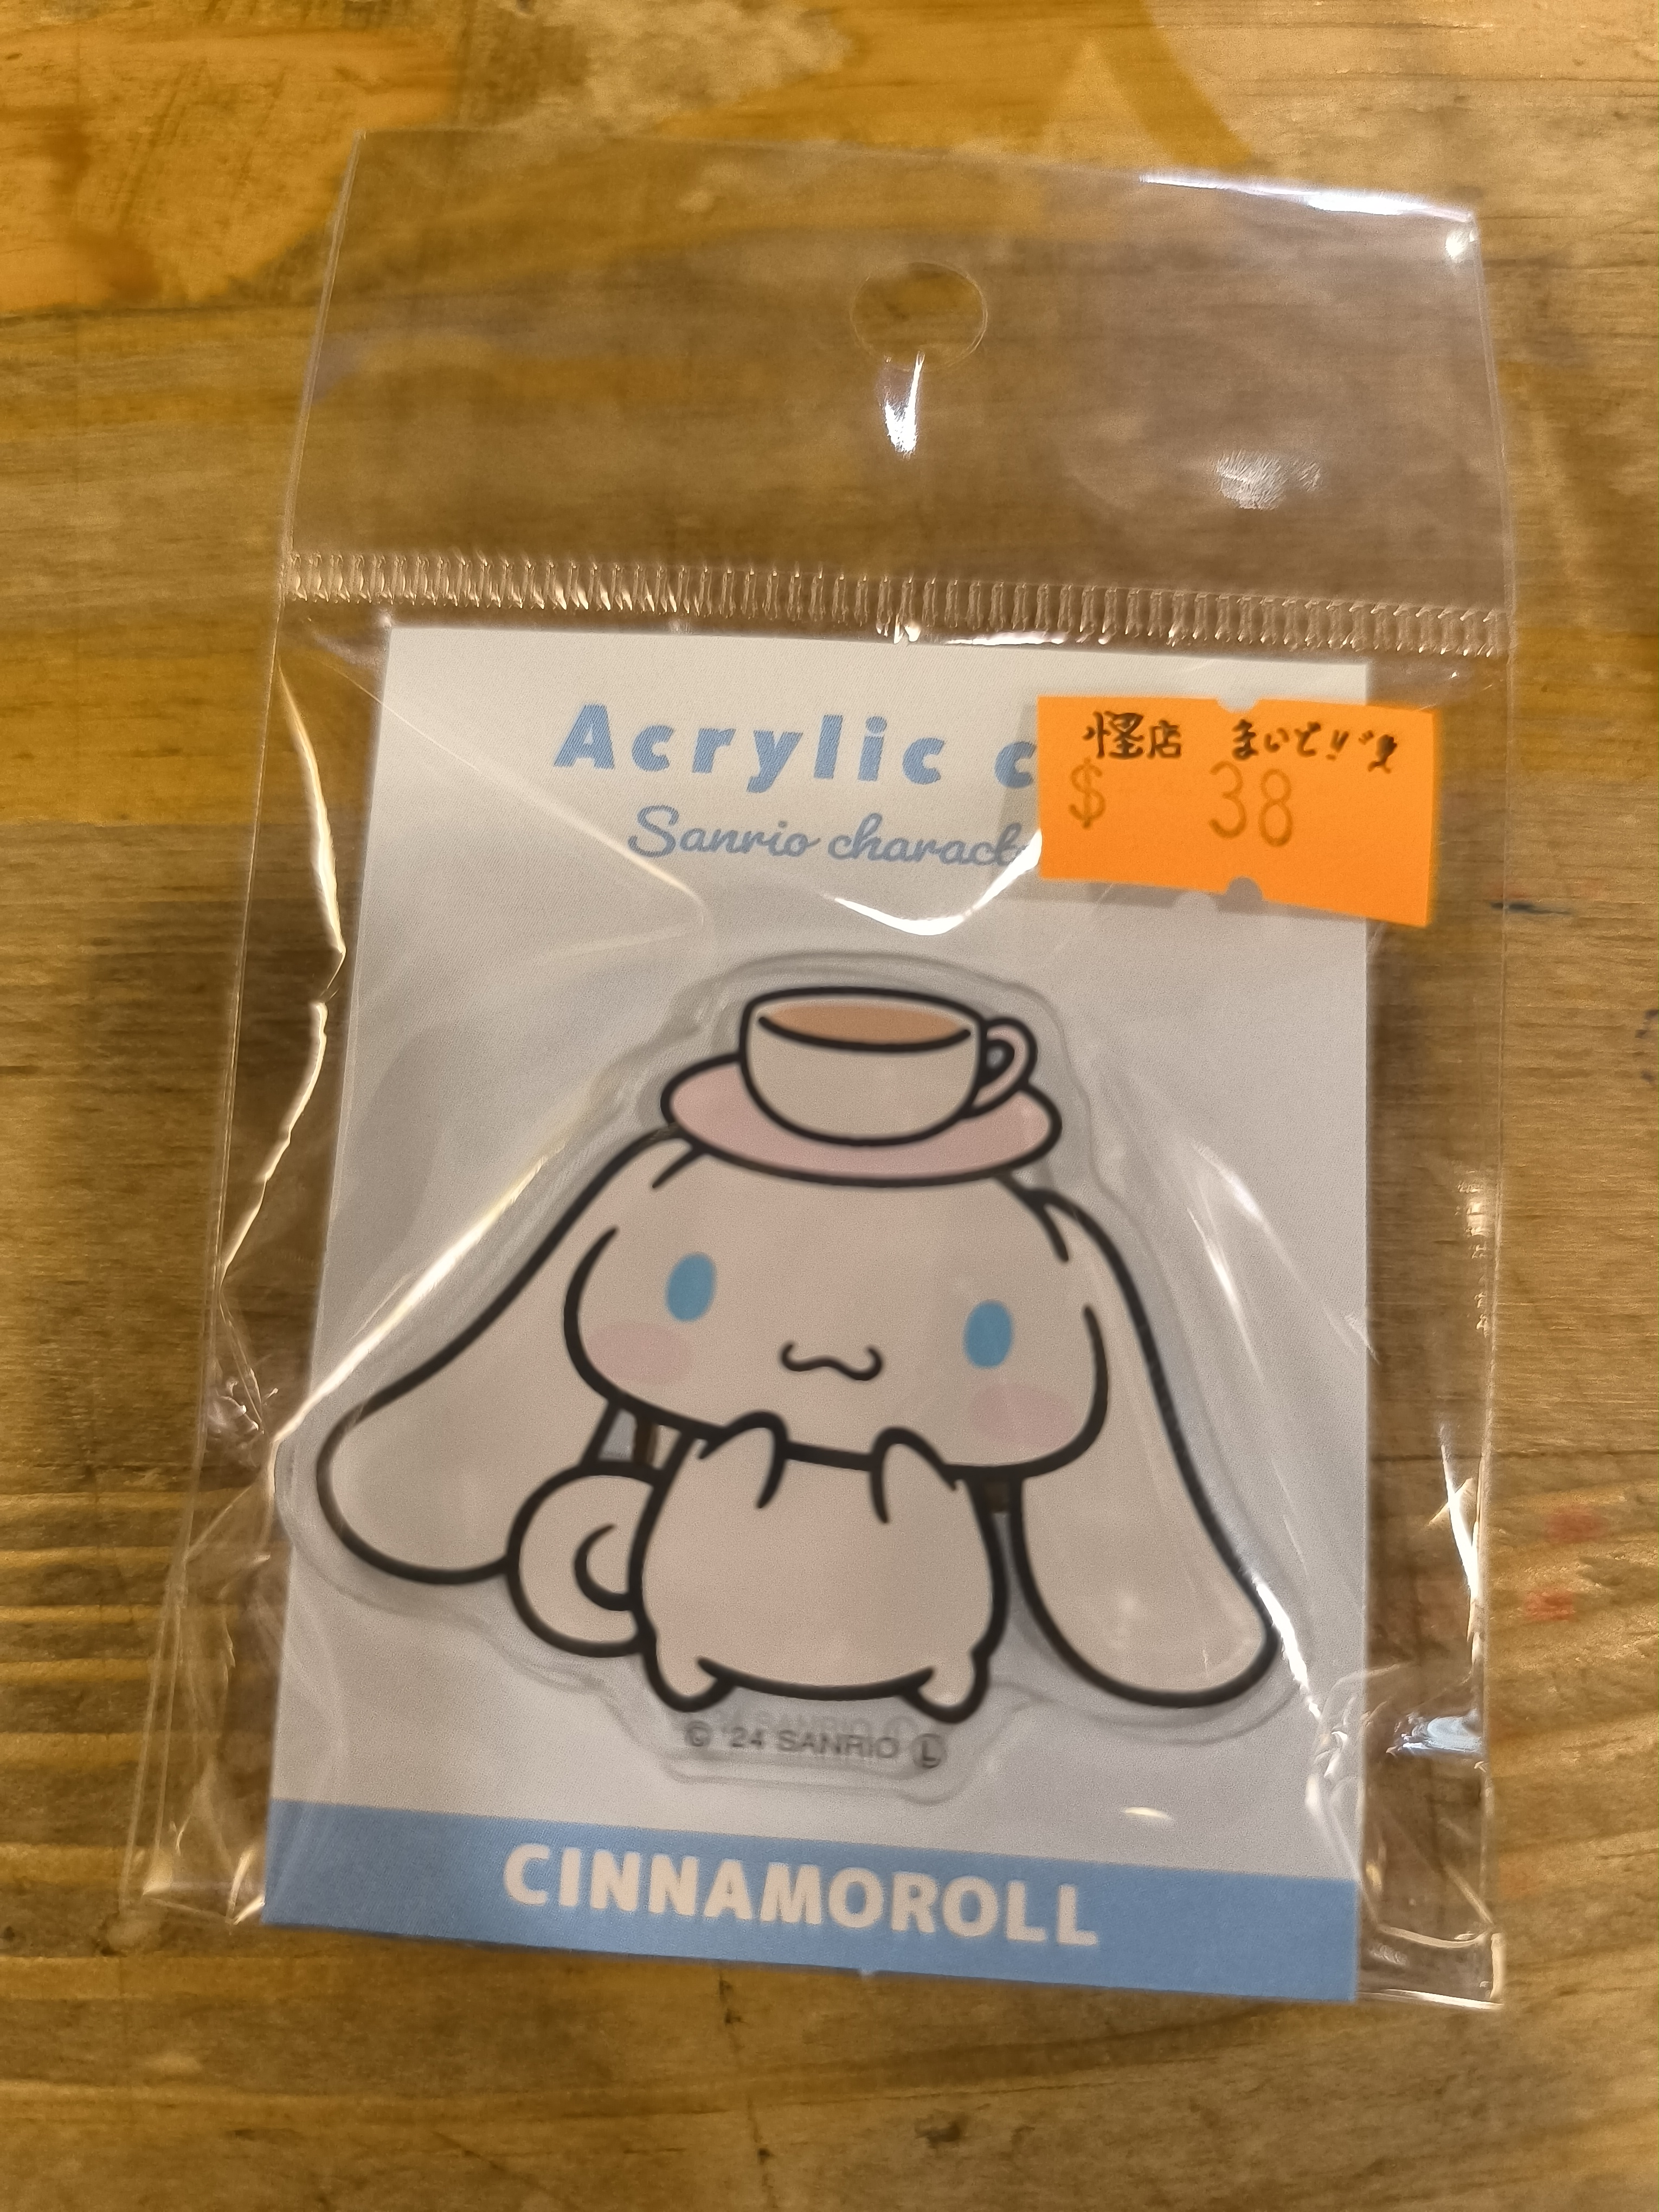 Acrylic c
怪店 まいど!!
$ 38
Sanrio charact
© '24 SANRIO Ⓛ
CINNAMOROLL